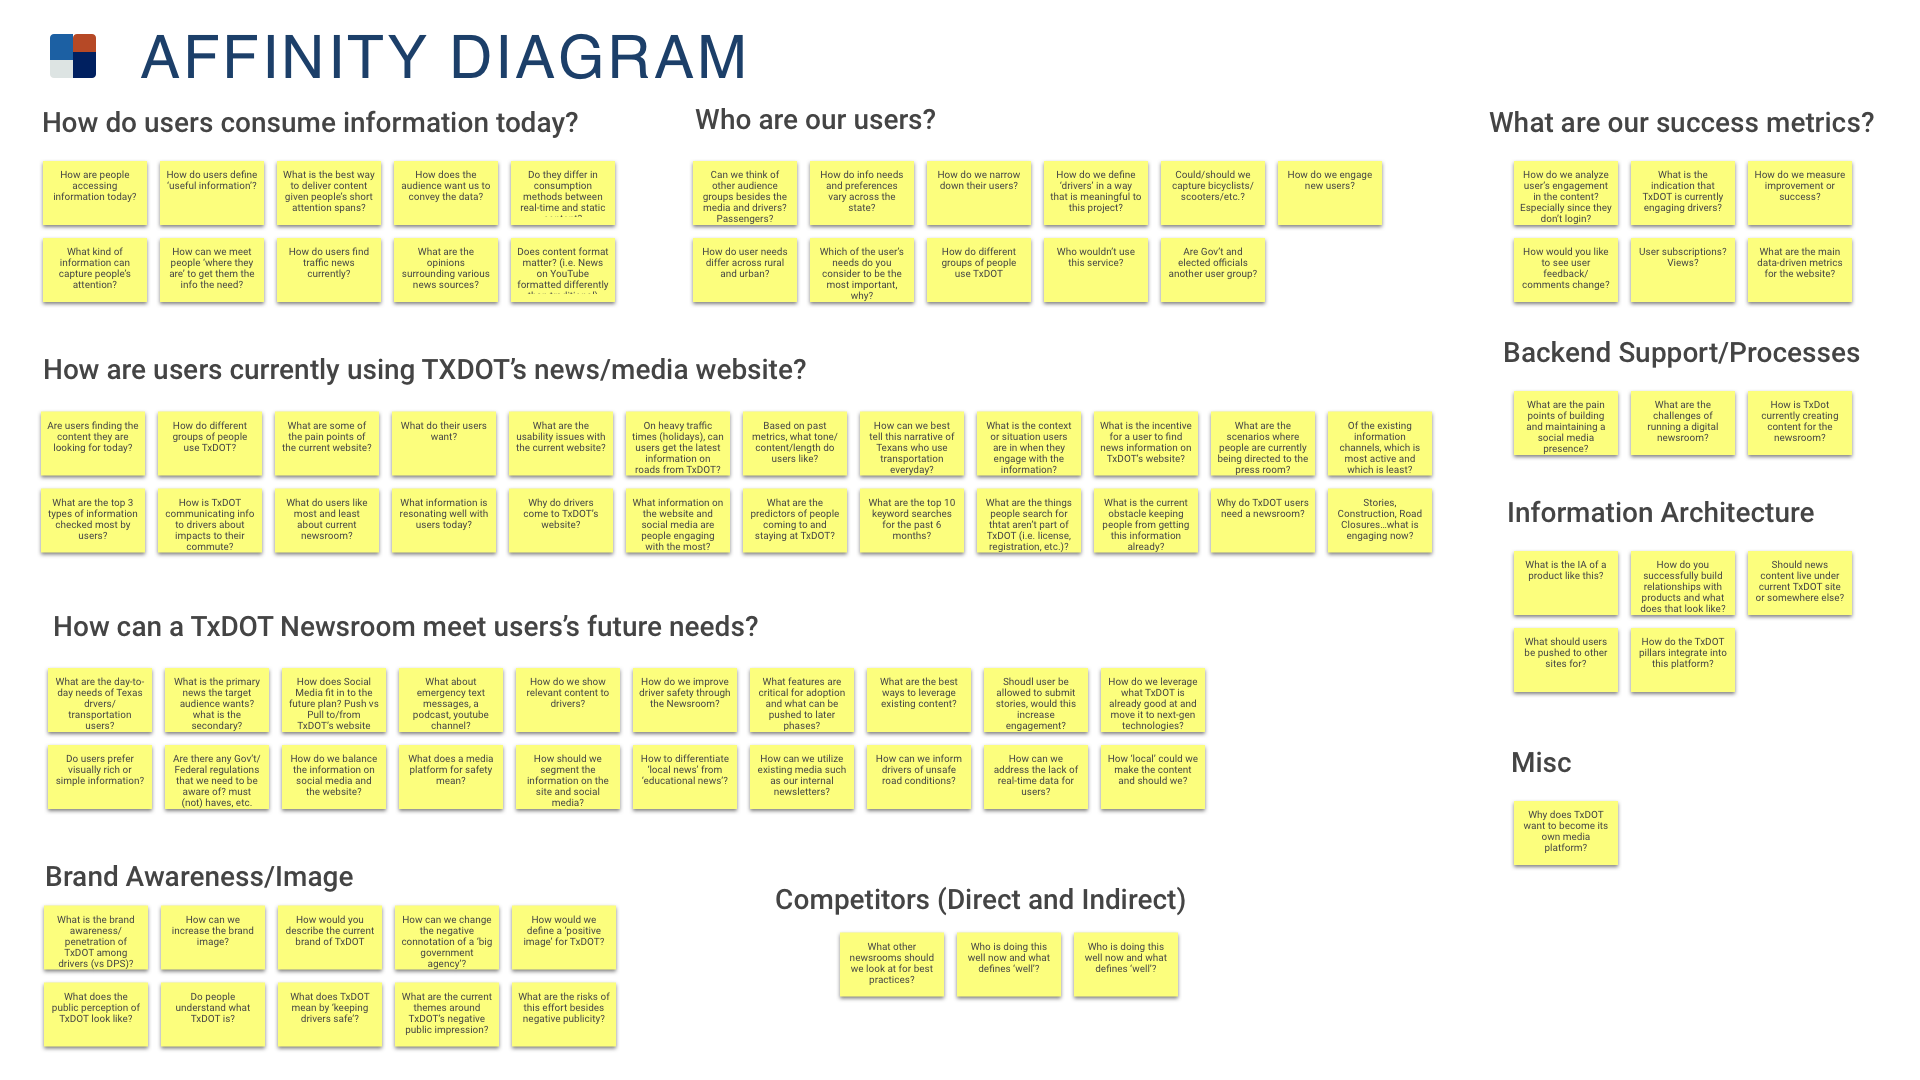 AFFINITY DIAGRAM
How do users consume information today?
How are people
accessing
information today?
How do users define
‘useful information’?
What is the best way
to deliver content
given people’s short
attention spans?
How does the
audience want us to
convey the data?
Do they differ in
consumption
methods between
real-time and static
What kind of
information can
capture people’s
attention?
How can we meet
people ‘where they
are’ to get them the
info the need?
How do users find
traffic news
currently?
What are the
opinions
surrounding various
news sources?
Does content format
matter? (i.e. News
on YouTube
formatted differently
Who are our users?
Can we think of
other audience
groups besides the
media and drivers?
Passengers?
How do info needs
and preferences
vary across the
state?
How do we narrow
down their users?
How do we define
‘drivers’ in a way
that is meaningful to
this project?
Could/should we
capture bicyclists/
scooters/etc.?
How do we engage
new users?
How do user needs
differ across rural
and urban?
Which of the user’s
needs do you
consider to be the
most important,
why?
How do different
groups of people
use TxDOT
Who wouldn’t use
this service?
Are Gov’t and
elected officials
another user group?
What are our success metrics?
How do we analyze
user’s engagement
in the content?
Especially since they
don’t login?
What is the
indication that
TxDOT is currently
engaging drivers?
How do we measure
improvement or
success?
How would you like
to see user
feedback/
comments change?
User subscriptions?
Views?
What are the main
data-driven metrics
for the website?
How are users currently using TXDOT’s news/media website?
Are users finding the
content they are
looking for today?
How do different
groups of people
use TxDOT?
What are some of
the pain points of
the current website?
What do their users
want?
What are the
usability issues with
the current website?
On heavy traffic
times (holidays), can
users get the latest
information on
roads from TxDOT?
Based on past
metrics, what tone/
content/length do
users like?
How can we best
tell this narrative of
Texans who use
transportation
everyday?
What is the context
or situation users
are in when they
engage with the
information?
What is the incentive
for a user to find
news information on
TxDOT’s website?
What are the
scenarios where
people are currently
being directed to the
press room?
Of the existing
information
channels, which is
most active and
which is least?
What are the top 3
types of information
checked most by
users?
How is TxDOT
communicating info
to drivers about
impacts to their
commute?
What do users like
most and least
about current
newsroom?
What information is
resonating well with
users today?
Why do drivers
come to TxDOT’s
website?
What information on
the website and
social media are
people engaging
with the most?
What are the
predictors of people
coming to and
staying at TxDOT?
What are the top 10
keyword searches
for the past 6
months?
What are the things
people search for
thtat aren’t part of
TxDOT (i.e. license,
registration, etc.)?
What is the current
obstacle keeping
people from getting
this information
already?
Why do TxDOT users
need a newsroom?
Stories,
Construction, Road
Closures…what is
engaging now?
Backend Support/Processes
What are the pain
points of building
and maintaining a
social media
presence?
What are the
challenges of
running a digital
newsroom?
How is TxDot
currently creating
content for the
newsroom?
Information Architecture
What is the IA of a
product like this?
How do you
successfully build
relationships with
products and what
does that look like?
Should news
content live under
current TxDOT site
or somewhere else?
What should users
be pushed to other
sites for?
How do the TxDOT
pillars integrate into
this platform?
How can a TxDOT Newsroom meet users’s future needs?
What are the day-to-
day needs of Texas
drvers/
transportation
users?
What is the primary
news the target
audience wants?
what is the
secondary?
How does Social
Media fit in to the
future plan? Push vs
Pull to/from
TxDOT’s website
What about
emergency text
messages, a
podcast, youtube
channel?
How do we show
relevant content to
drivers?
How do we improve
driver safety through
the Newsroom?
What features are
critical for adoption
and what can be
pushed to later
phases?
What are the best
ways to leverage
existing content?
Shoudl user be
allowed to submit
stories, would this
increase
engagement?
How do we leverage
what TxDOT is
already good at and
move it to next-gen
technologies?
Do users prefer
visually rich or
simple information?
Are there any Gov’t/
Federal regulations
that we need to be
aware of? must
(not) haves, etc.
How do we balance
the information on
social media and
the website?
What does a media
platform for safety
mean?
How should we
segment the
information on the
site and social
media?
How to differentiate
‘local news’ from
‘educational news’?
How can we utilize
existing media such
as our internal
newsletters?
How can we inform
drivers of unsafe
road conditions?
How can we
address the lack of
real-time data for
users?
How ‘local’ could we
make the content
and should we?
Misc
Why does TxDOT
want to become its
own media
platform?
Brand Awareness/Image
What is the brand
awareness/
penetration of
TxDOT among
drivers (vs DPS)?
How can we
increase the brand
image?
How would you
describe the current
brand of TxDOT
How can we change
the negative
connotation of a ‘big
government
agency’?
How would we
define a ‘positive
image’ for TxDOT?
What does the
public perception of
TxDOT look like?
Do people
understand what
TxDOT is?
What does TxDOT
mean by ‘keeping
drivers safe’?
What are the current
themes around
TxDOT’s negative
public impression?
What are the risks of
this effort besides
negative publicity?
Competitors (Direct and Indirect)
What other
newsrooms should
we look at for best
practices?
Who is doing this
well now and what
defines ‘well’?
Who is doing this
well now and what
defines ‘well’?